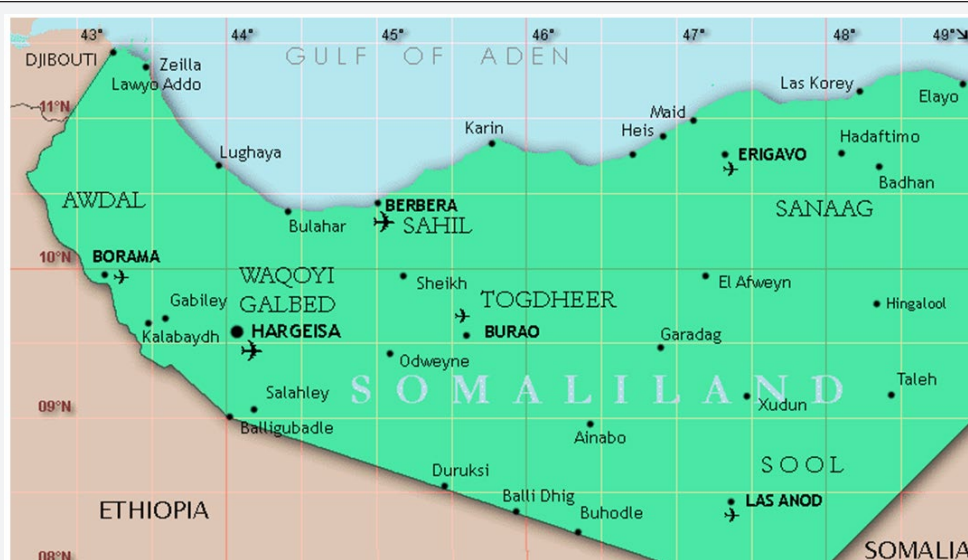 43°
44°
45°
46°
47°
48°
49°
GULF OF ADEN
DJIBOUTI
Zeilla
Lawyo Addo
Las Korey
Elayo
11°N
Maid
Karin
Heis
Hadaftimo
Lughaya
ERIGAVO
Badhan
AWDAL
BERBERA
SANAAG
Bulahar
SAHIL
10°N
BORAMA
WAQOYI
GALBED
Sheikh
El Afweyn
TOGDHEER
Gabiley
Hingalool
Kalabaydh
HARGEISA
BURAO
Garadag
Odweyne
SOMALILAND
Taleh
Salahley
Xudun
09°N
Balligubadle
Ainabo
SOOL
Duruksi
Balli Dhig
LAS ANOD
ETHIOPIA
Buhodle
SOMALIA
08°N